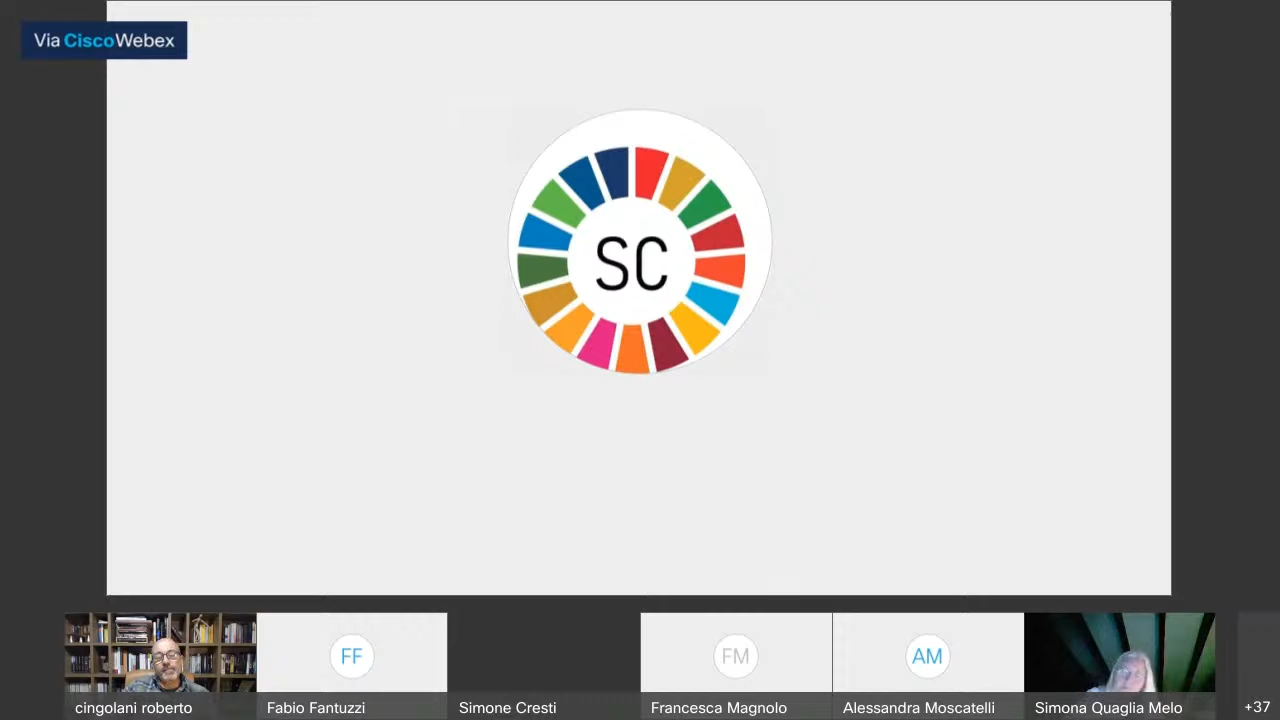 Via CiscoWebex
SC
FF
FM
AM
cingolani roberto
Fabio Fantuzzi
Simone Cresti
Francesca Magnolo
Alessandra Moscatelli
Simona Quaglia Melo
+37